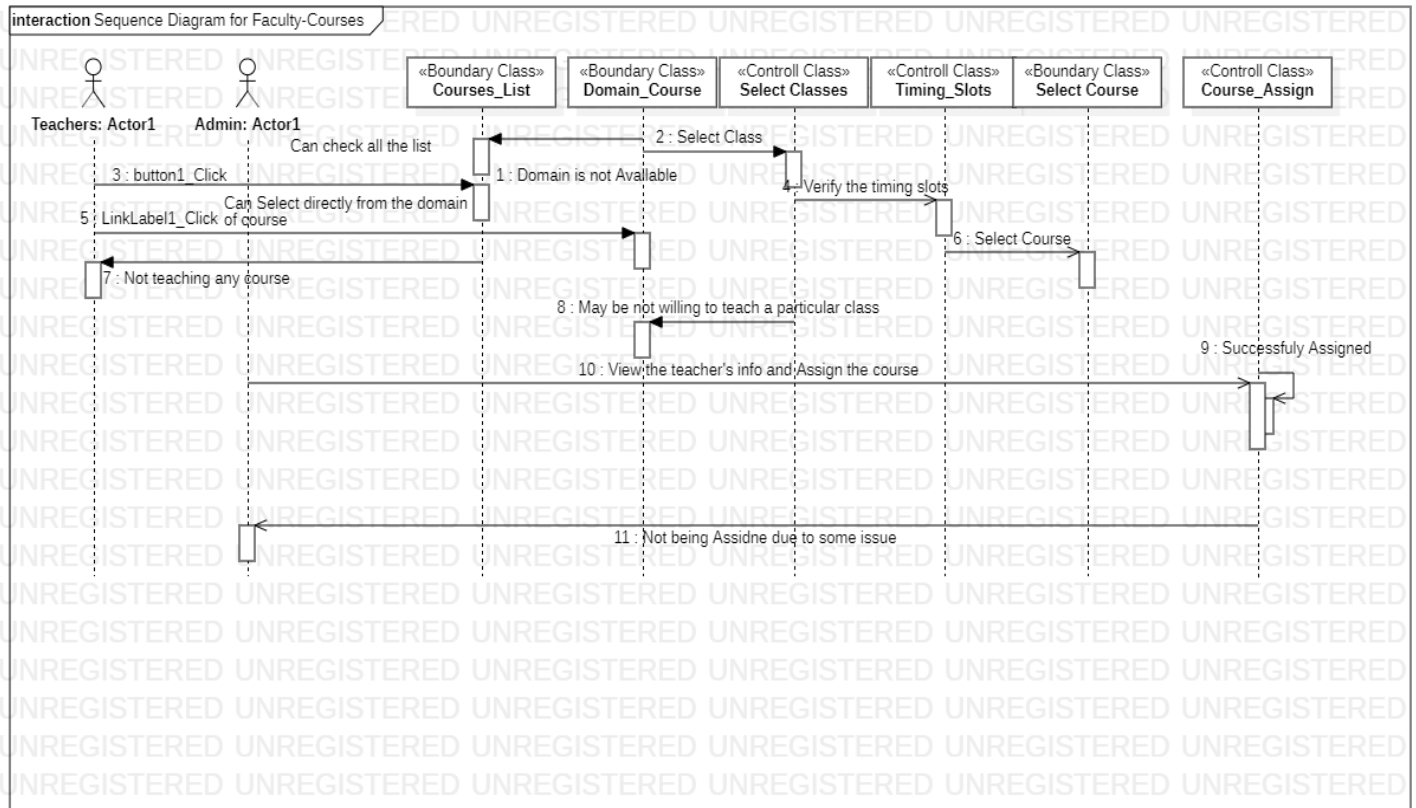 interaction Sequence Diagram for Faculty-Courses
«Boundary Class»
Courses_List
«Boundary Class»
Domain_Course
«Controll Class»
Select Classes
«Controll Class»
Timing_Slots
«Boundary Class»
Select Course
«Controll Class»
Course_Assign
Teachers: Actor1
Admin: Actor1
2 : Select Class
Can check all the list
3 : button1_Click
1 : Domain is not Available
4 : Verify the timing slots
Can Select directly from the domain
of course
5 : LinkLabel1_Click
6 : Select Course
7 : Not teaching any course
8 : May be not willing to teach a particular class
9 : Successfuly Assigned
10 : View the teacher's info and Assign the course
11 : Not being Assidne due to some issue
UNREGISTERED